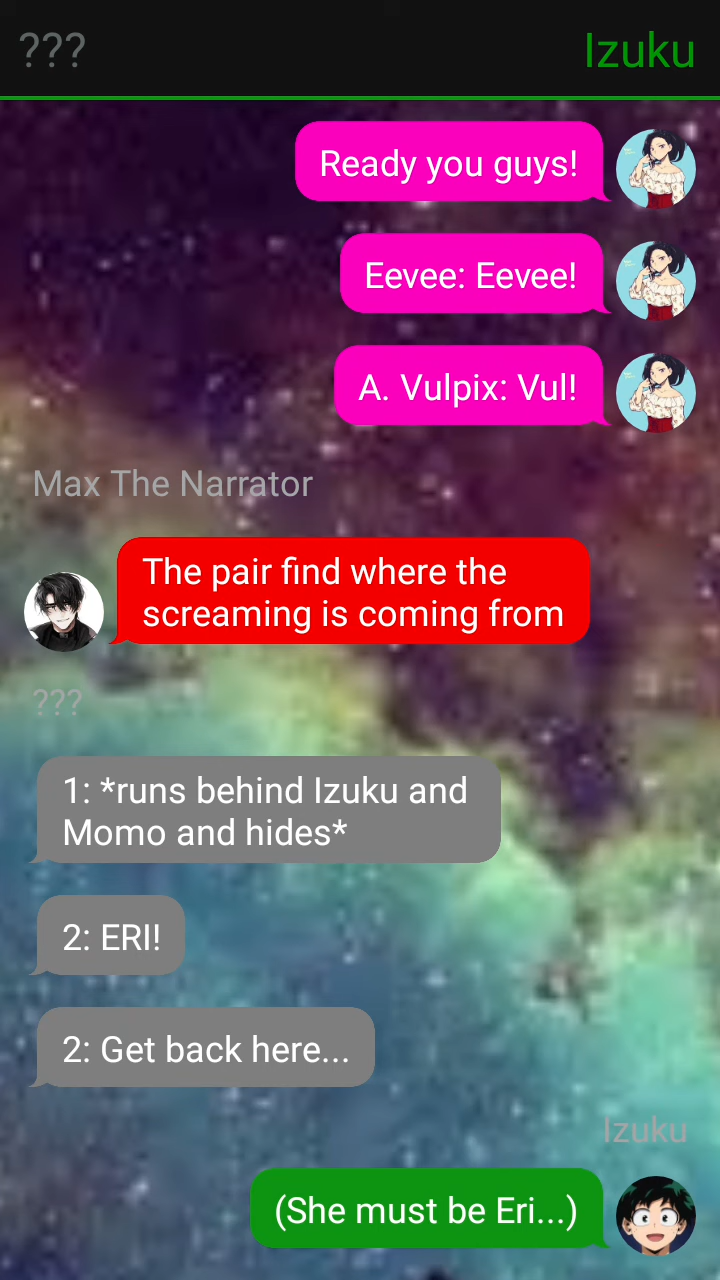 ???
Izuku
Ready you guys!
Eevee: Eevee!
A. Vulpix: Vul!
Max The Narrator
The pair find where the
screaming is coming from
???
1: *runs behind Izuku and
Momo and hides*
2: ERI!
2: Get back here...
Izuku
(She must be Eri...)